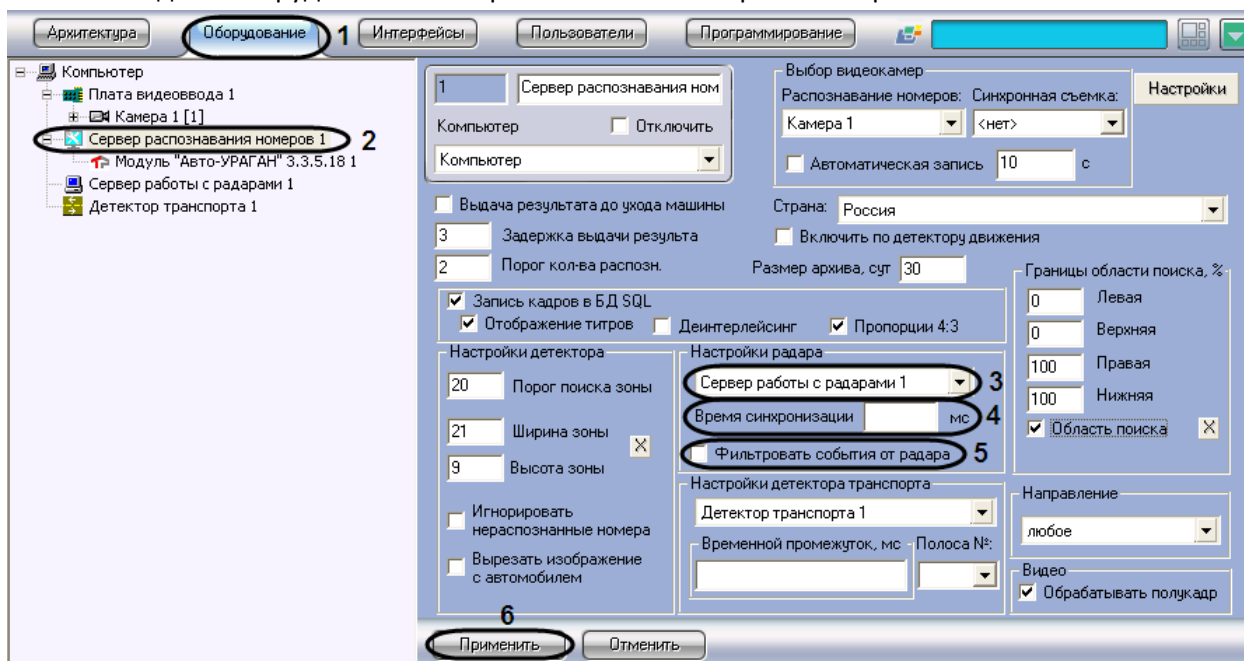 Архитектура
Оборудование
1
Интерфейсы
Пользователи
Программирование
Компьютер
Плата видеоввода 1
Камера 1 [1]
Сервер распознавания номеров 1
2
Модуль "Авто-УРАГАН" 3.3.5.18 1
Сервер работы с радарами 1
Детектор транспорта 1
1
Сервер распознавания ном
Компьютер
Отключить
Компьютер
Выбор видеокамер
Распознавание номеров:
Синхронная съемка:
Камера 1
<нет>
Автоматическая запись
10
с
Настройки
Выдача результата до ухода машины
3
Задержка выдачи результа
2
Порог кол-ва распозн.
Страна:
Россия
Включить по детектору движения
Размер архива, сут
30
Запись кадров в БД SQL
Отображение титров
Деинтерлейсинг
Пропорции 4:3
Границы области поиска, %
0
Левая
0
Верхняя
100
Правая
100
Нижняя
Область поиска
X
Настройки детектора
20
Порог поиска зоны
21
Ширина зоны
X
9
Высота зоны
Игнорировать
нераспознанные номера
Вырезать изображение
с автомобилем
Настройки радара
Сервер работы с радарами 1
3
Время синхронизации
мс
4
Фильтровать события от радара
5
Настройки детектора транспорта
Детектор транспорта 1
Временной промежуток, мс
Полоса №:
Направление
любое
Видео
Обрабатывать полукадр
6
Применить
Отменить